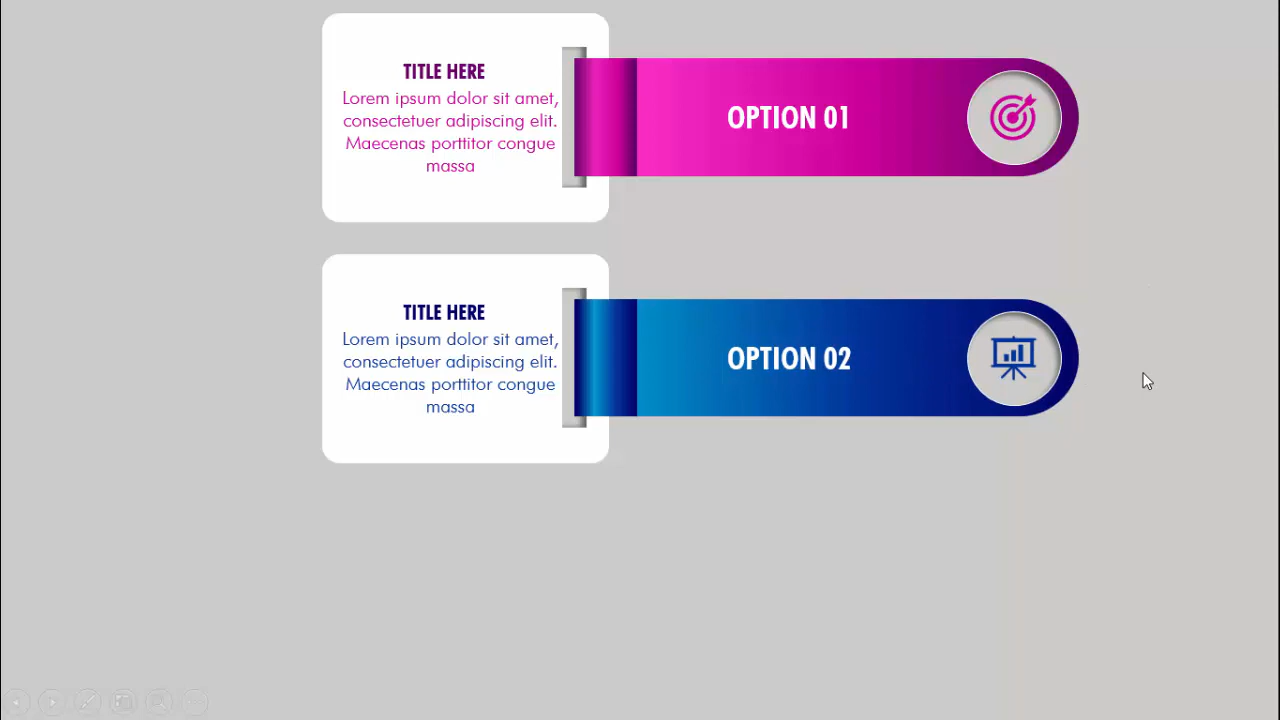 TITLE HERE
Lorem ipsum dolor sit amet,
consectetuer adipiscing elit.
Maecenas porttitor congue
massa
OPTION 01
TITLE HERE
Lorem ipsum dolor sit amet,
consectetuer adipiscing elit.
Maecenas porttitor congue
massa
OPTION 02